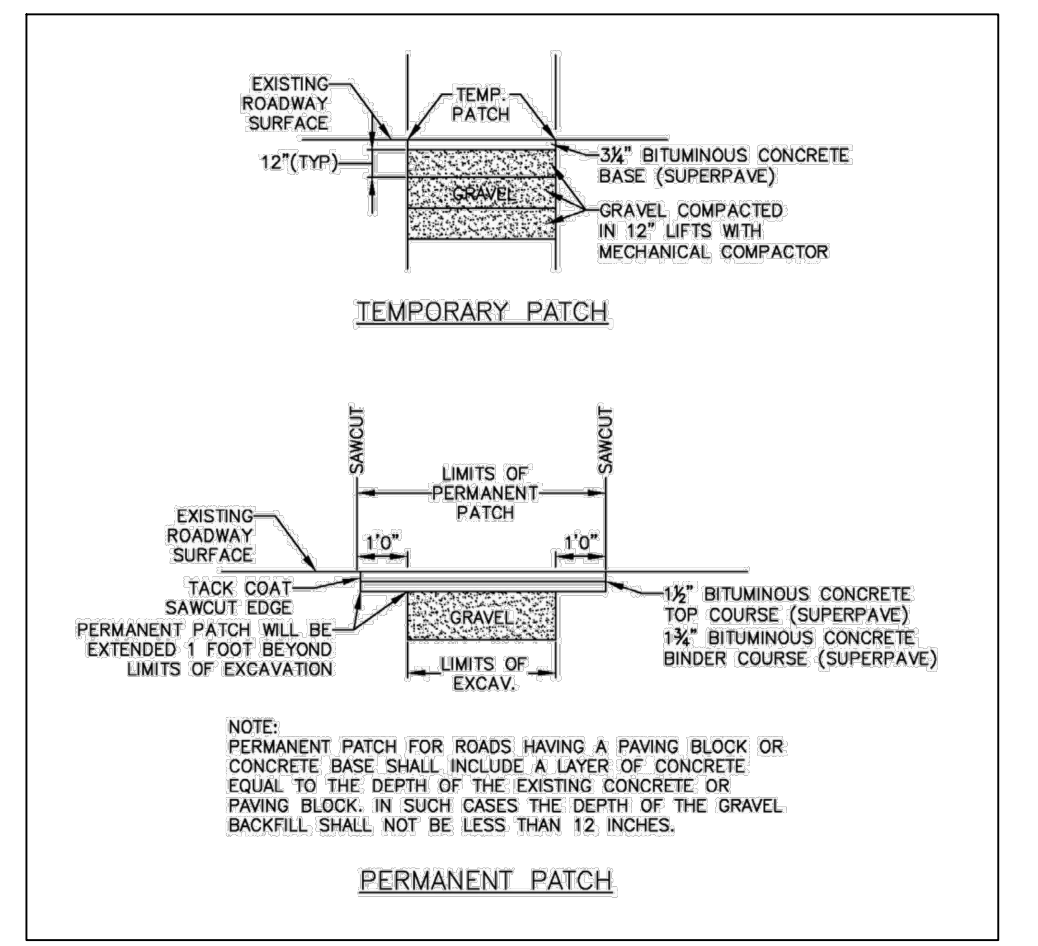 EXISTING
ROADWAY
SURFACE
TEMP.
PATCH
12"(TYP)
3¼" BITUMINOUS CONCRETE
BASE (SUPERPAVE)
GRAVEL
GRAVEL COMPACTED
IN 12" LIFTS WITH
MECHANICAL COMPACTOR
TEMPORARY PATCH
SAWCUT
SAWCUT
LIMITS OF
PERMANENT
PATCH
EXISTING
ROADWAY
SURFACE
1'0"
1'0"
TACK COAT
SAWCUT EDGE
PERMANENT PATCH WILL BE
EXTENDED 1 FOOT BEYOND
LIMITS OF EXCAVATION
GRAVEL
1½" BITUMINOUS CONCRETE
TOP COURSE (SUPERPAVE)
1¾" BITUMINOUS CONCRETE
BINDER COURSE (SUPERPAVE)
LIMITS OF
EXCAV.
NOTE:
PERMANENT PATCH FOR ROADS HAVING A PAVING BLOCK OR
CONCRETE BASE SHALL INCLUDE A LAYER OF CONCRETE
EQUAL TO THE DEPTH OF THE EXISTING CONCRETE OR
PAVING BLOCK. IN SUCH CASES THE DEPTH OF THE GRAVEL
BACKFILL SHALL NOT BE LESS THAN 12 INCHES.
PERMANENT PATCH